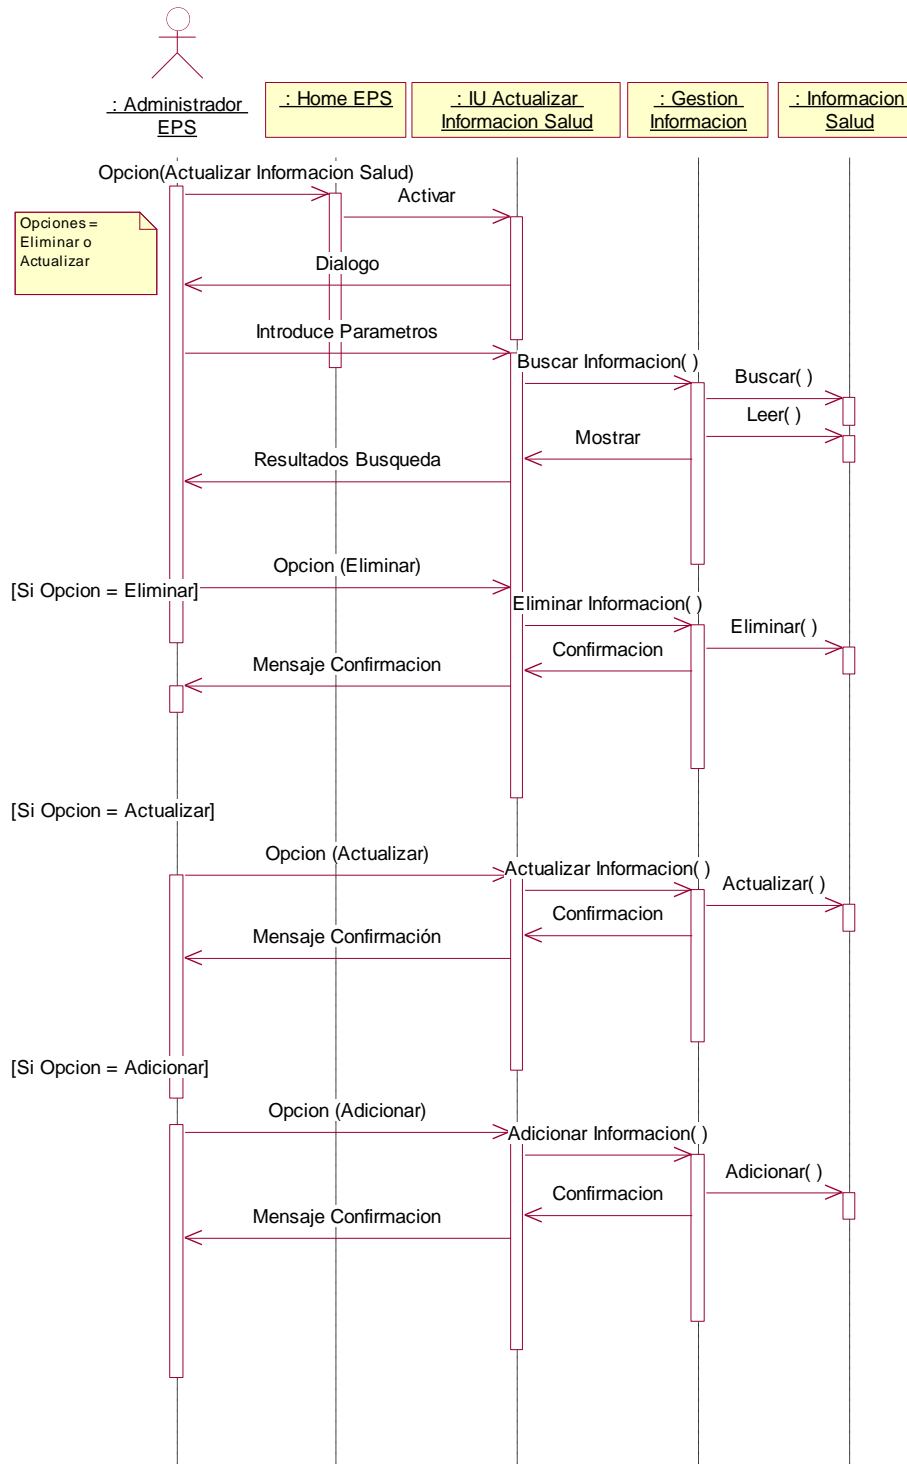 : Administrador
EPS
: Home EPS
: IU Actualizar
Informacion Salud
: Gestion
Informacion
: Informacion
Salud
Opcion(Actualizar Informacion Salud)
Activar
Opciones =
Eliminar o
Actualizar
Dialogo
Introduce Parametros
Buscar Informacion( )
Buscar( )
Leer( )
Mostrar
Resultados Busqueda
Opcion (Eliminar)
[Si Opcion = Eliminar]
Eliminar Informacion( )
Eliminar( )
Confirmacion
Mensaje Confirmacion
[Si Opcion = Actualizar]
Opcion (Actualizar)
Actualizar Informacion( )
Actualizar( )
Confirmacion
Mensaje Confirmación
[Si Opcion = Adicionar]
Opcion (Adicionar)
Adicionar Informacion( )
Adicionar( )
Confirmacion
Mensaje Confirmacion